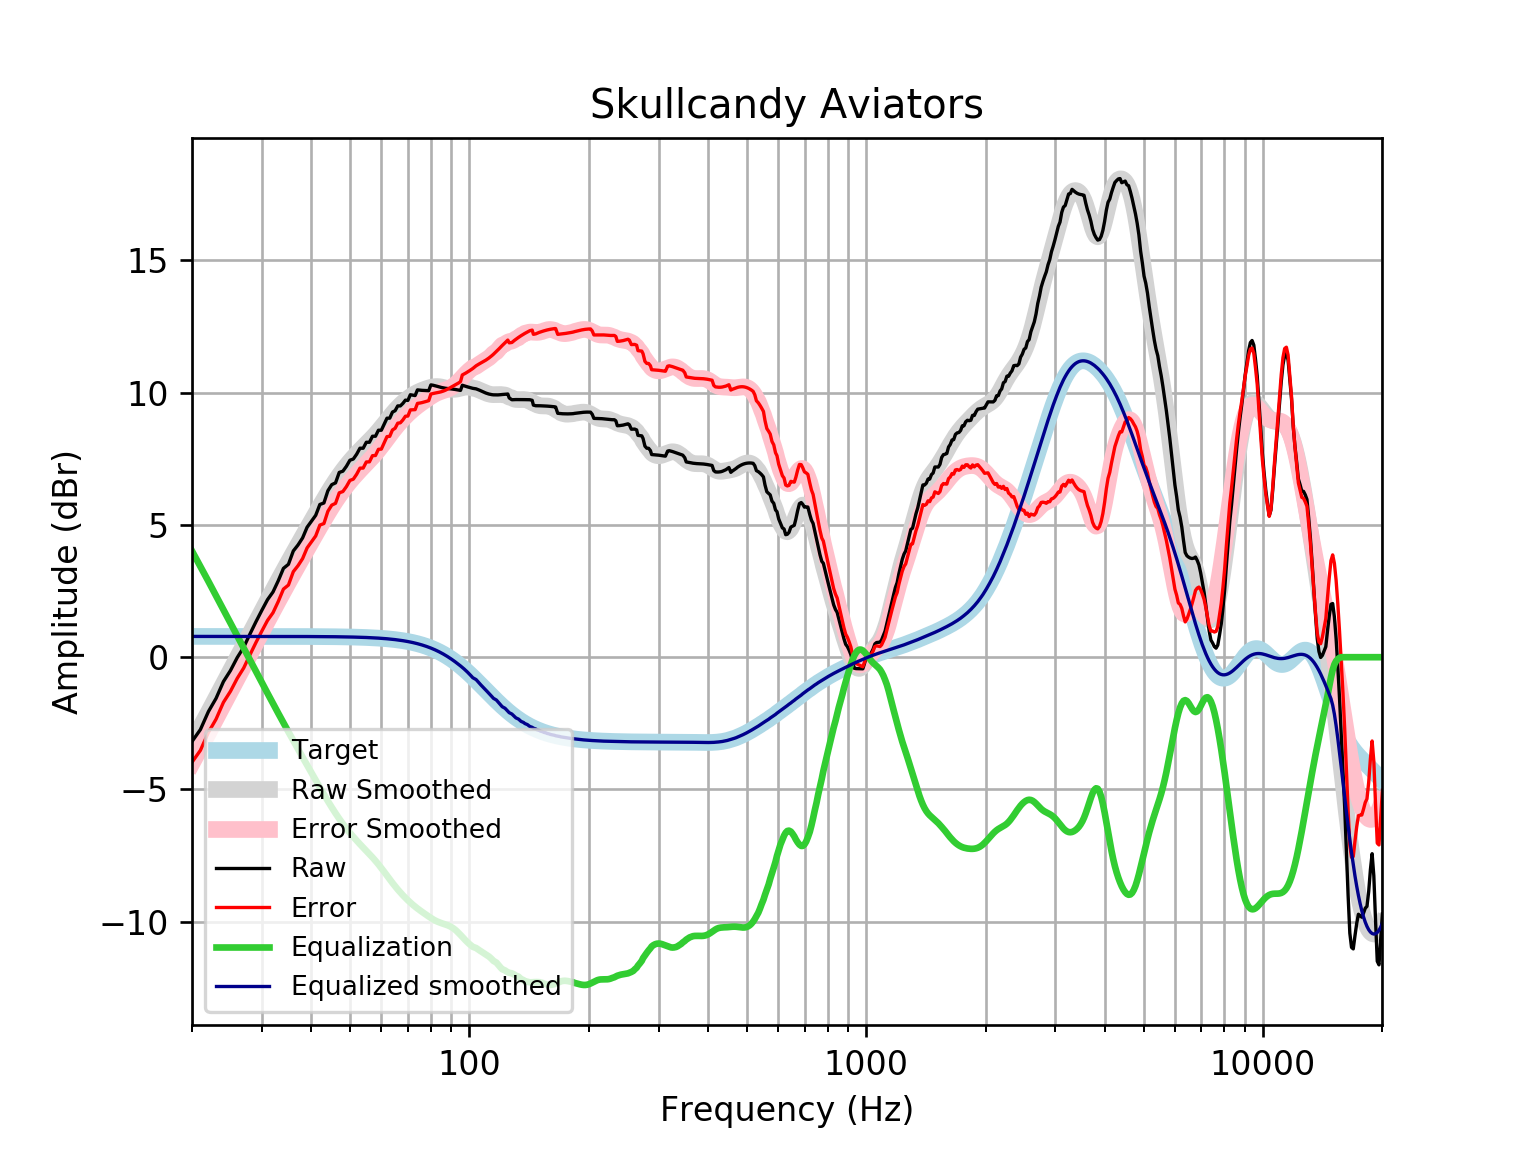 Skullcandy Aviators
Amplitude (dBr)
15
10
5
0
−5
−10
Target
Raw Smoothed
Error Smoothed
Raw
Error
Equalization
Equalized smoothed
100
1000
10000
Frequency (Hz)